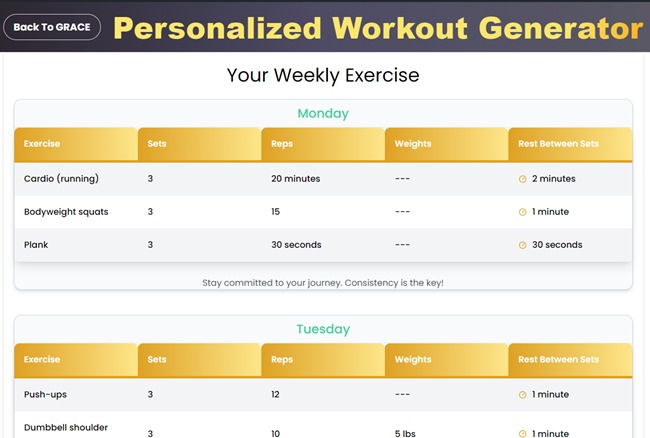 Back To GRACE
Personalized Workout Generator
Your Weekly Exercise
Monday
Exercise Sets Reps Weights Rest Between Sets
Cardio (running) 3 20 minutes --- 2 minutes
Bodyweight squats 3 15 --- 1 minute
Plank 3 30 seconds --- 30 seconds
Stay committed to your journey. Consistency is the key!
Tuesday
Exercise Sets Reps Weights Rest Between Sets
Push-ups 3 12 --- 1 minute
Dumbbell shoulder
3 10 5 lbs 1 minute